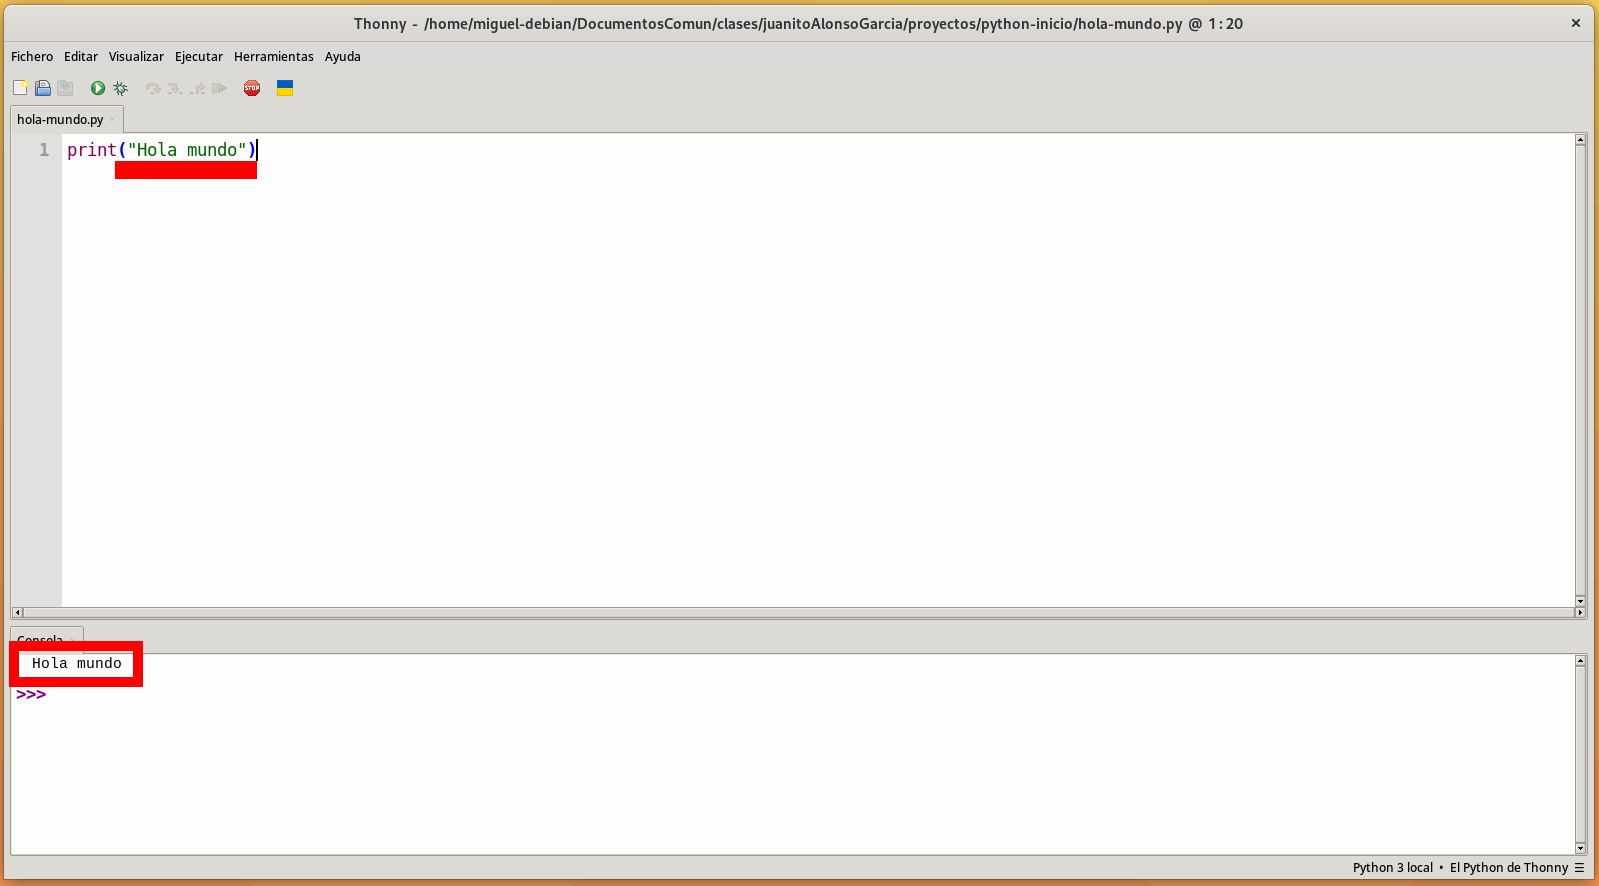 Thonny - /home/miguel-debian/DocumentosComun/clases/juanitoAlonsoGarcia/proyectos/python-inicio/hola-mundo.py @ 1:20
Fichero Editar Visualizar Ejecutar Herramientas Ayuda
STOP
hola-mundo.py
1 print("Hola mundo")
Consola
Hola mundo
>>>
Python 3 local • El Python de Thonny ☰